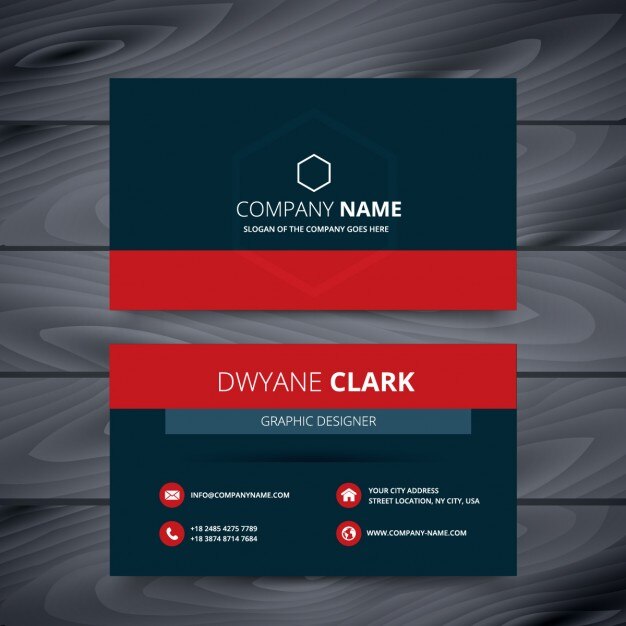 COMPANY NAME
SLOGAN OF THE COMPANY GOES HERE
DWYANE CLARK
GRAPHIC DESIGNER
INFO@COMPANYNAME.COM
YOUR CITY ADDRESS
STREET LOCATION, NY CITY, USA
+18 2485 4275 7789
+18 3874 8714 7684
WWW.COMPANY-NAME.COM